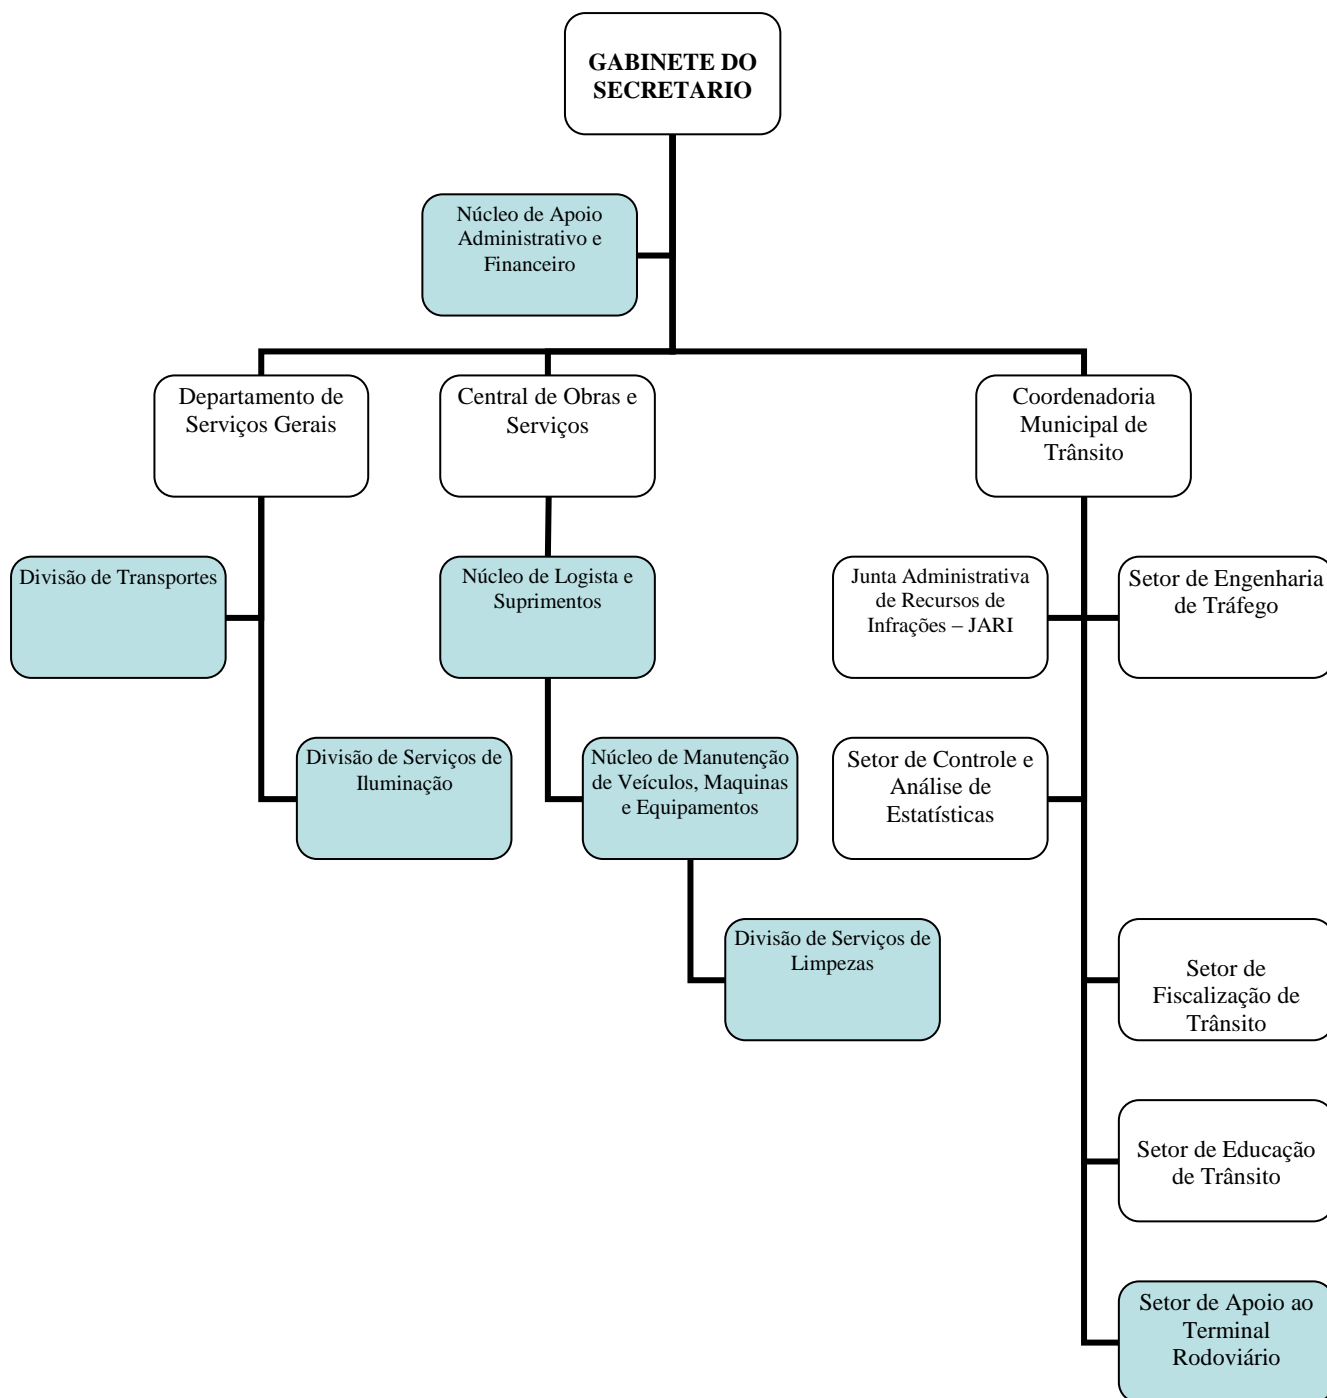 GABINETE DO
SECRETARIO
Núcleo de Apoio
Administrativo e
Financeiro
Departamento de
Serviços Gerais
Central de Obras e
Serviços
Coordenadoria
Municipal de
Trânsito
Divisão de Transportes
Núcleo de Logista e
Suprimentos
Junta Administrativa
de Recursos de
Infrações – JARI
Setor de Engenharia
de Tráfego
Divisão de Serviços de
Iluminação
Núcleo de Manutenção
de Veículos, Maquinas
e Equipamentos
Setor de Controle e
Análise de
Estatísticas
Divisão de Serviços de
Limpezas
Setor de
Fiscalização de
Trânsito
Setor de Educação
de Trânsito
Setor de Apoio ao
Terminal
Rodoviário